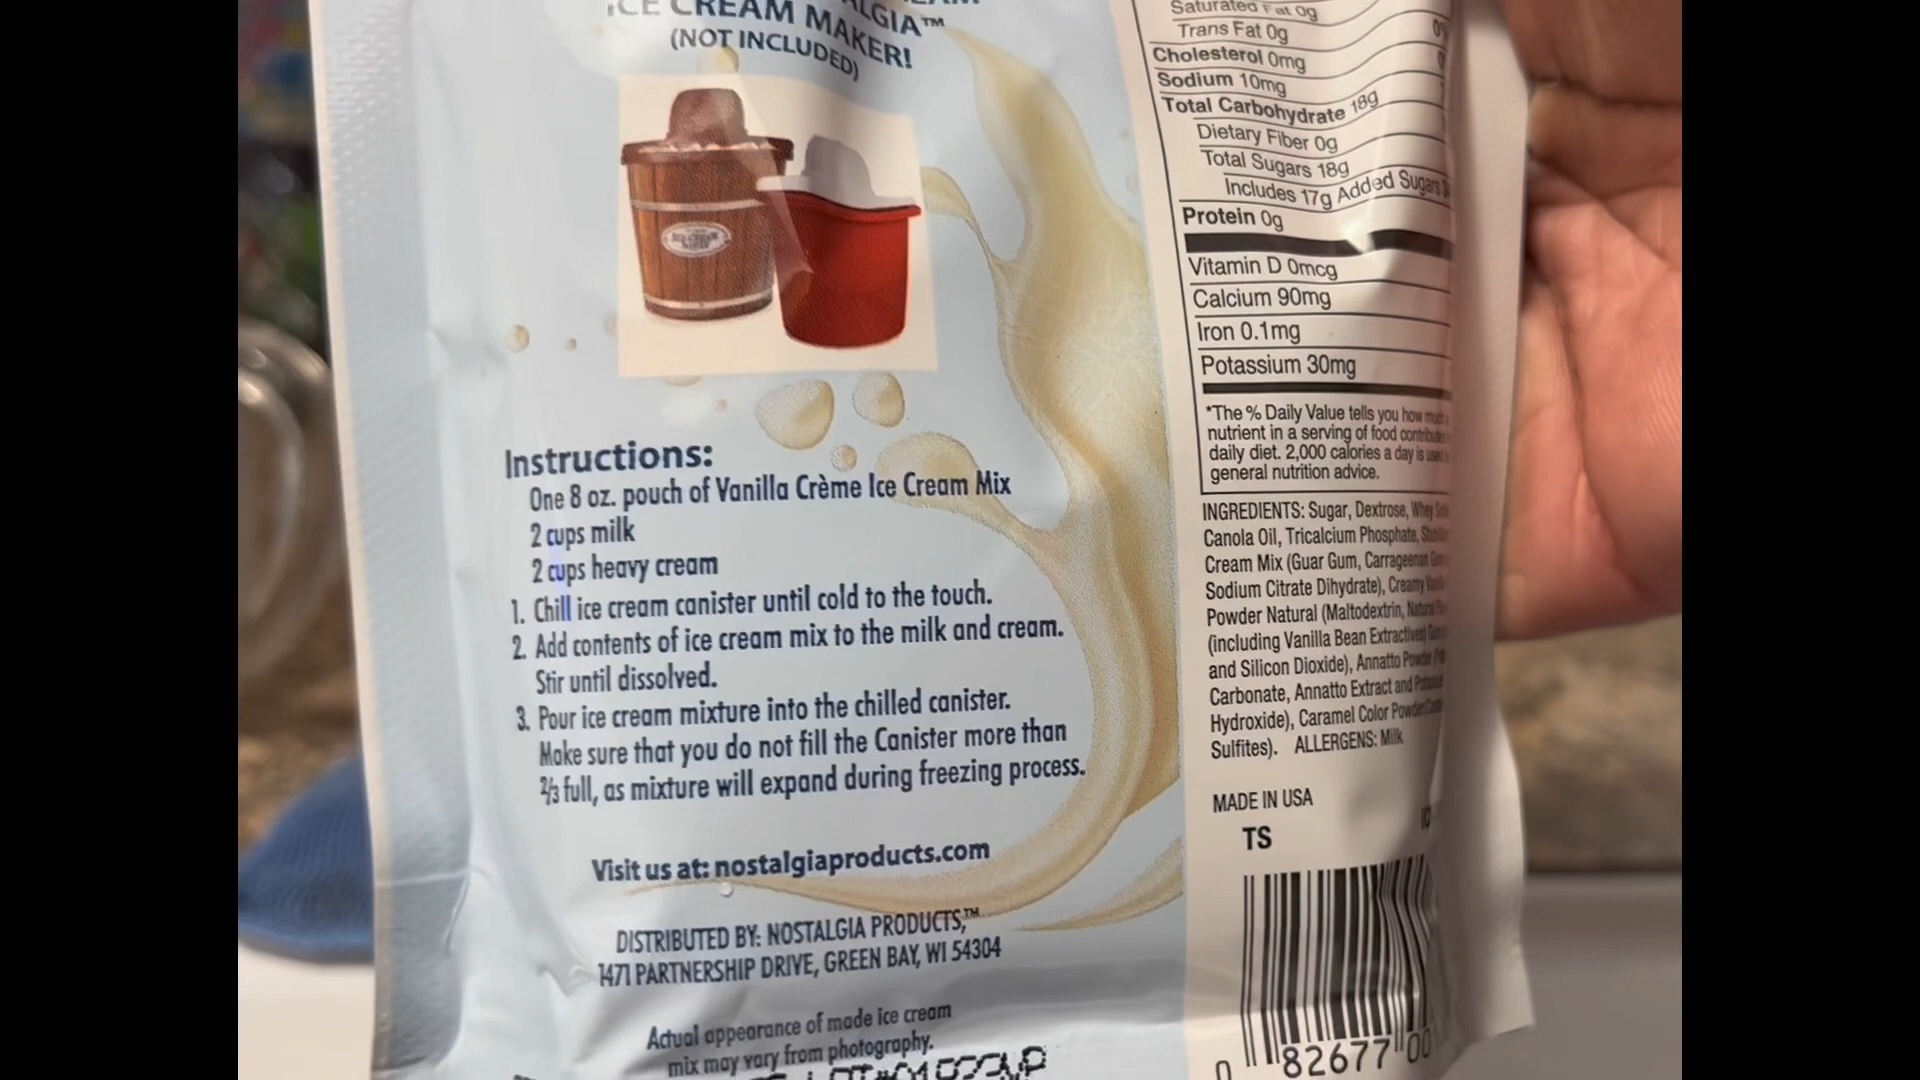 ICE CREAM MAKER!
(NOT INCLUDED)
Instructions:
One 8 oz. pouch of Vanilla Crème Ice Cream Mix
2 cups milk
2 cups heavy cream
1. Chill ice cream canister until cold to the touch.
2. Add contents of ice cream mix to the milk and cream.
Stir until dissolved.
3. Pour ice cream mixture into the chilled canister.
Make sure that you do not fill the Canister more than
⅔ full, as mixture will expand during freezing process.
Visit us at: nostalgiaproducts.com
DISTRIBUTED BY: NOSTALGIA PRODUCTS,™
1471 PARTNERSHIP DRIVE, GREEN BAY, WI 54304
Actual appearance of made ice cream
mix may vary from photography.
Saturated Fat 0g
Trans Fat 0g
Cholesterol 0mg
Sodium 10mg
Total Carbohydrate 18g
Dietary Fiber 0g
Total Sugars 18g
Includes 17g Added Sugars
Protein 0g
Vitamin D 0mcg
Calcium 90mg
Iron 0.1mg
Potassium 30mg
*The % Daily Value tells you how much
nutrient in a serving of food
daily diet. 2,000 calories a day is used
general nutrition advice.
INGREDIENTS: Sugar, Dextrose, Whey
Canola Oil, Tricalcium Phosphate,
Cream Mix (Guar Gum, Carrageenan
Sodium Citrate Dihydrate), Creamy
Powder Natural (Maltodextrin, Natural
(including Vanilla Bean Extractives)
and Silicon Dioxide), Annatto Powder
Carbonate, Annatto Extract and
Hydroxide), Caramel Color Powder
Sulfites). ALLERGENS: Milk
MADE IN USA
TS
0 82677 00